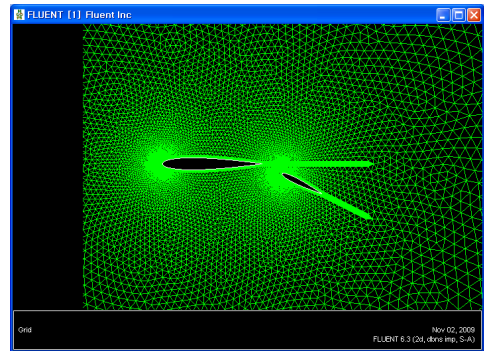 FLUENT [1] Fluent Inc
Grid
Nov 02, 2009
FLUENT 6.3 (2d, dbns imp, S-A)